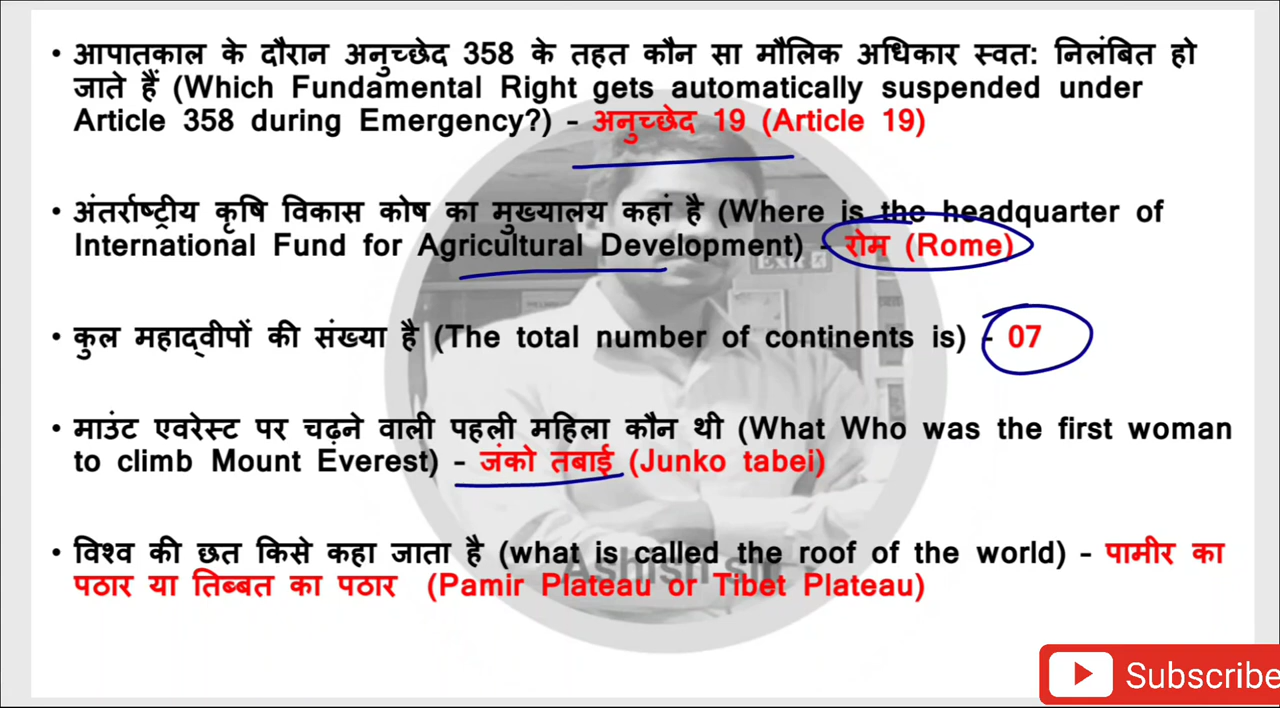 • आपातकाल के दौरान अनुच्छेद 358 के तहत कौन सा मौलिक अधिकार स्वत: निलंबित हो
जाते हैं (Which Fundamental Right gets automatically suspended under
Article 358 during Emergency?) – अनुच्छेद 19 (Article 19)
• अंतर्राष्ट्रीय कृषि विकास कोष का मुख्यालय कहां है (Where is the headquarter of
International Fund for Agricultural Development) - रोम (Rome)
Exit
• कुल महाद्वीपों की संख्या है (The total number of continents is) - 07
• माउंट एवरेस्ट पर चढ़ने वाली पहली महिला कौन थी (What Who was the first woman
to climb Mount Everest) – जंको तबाई (Junko tabei)
• विश्व की छत किसे कहा जाता है (what is called the roof of the world) – पामीर का
Ashish sir
पठार या तिब्बत का पठार (Pamir Plateau or Tibet Plateau)
Subscribe